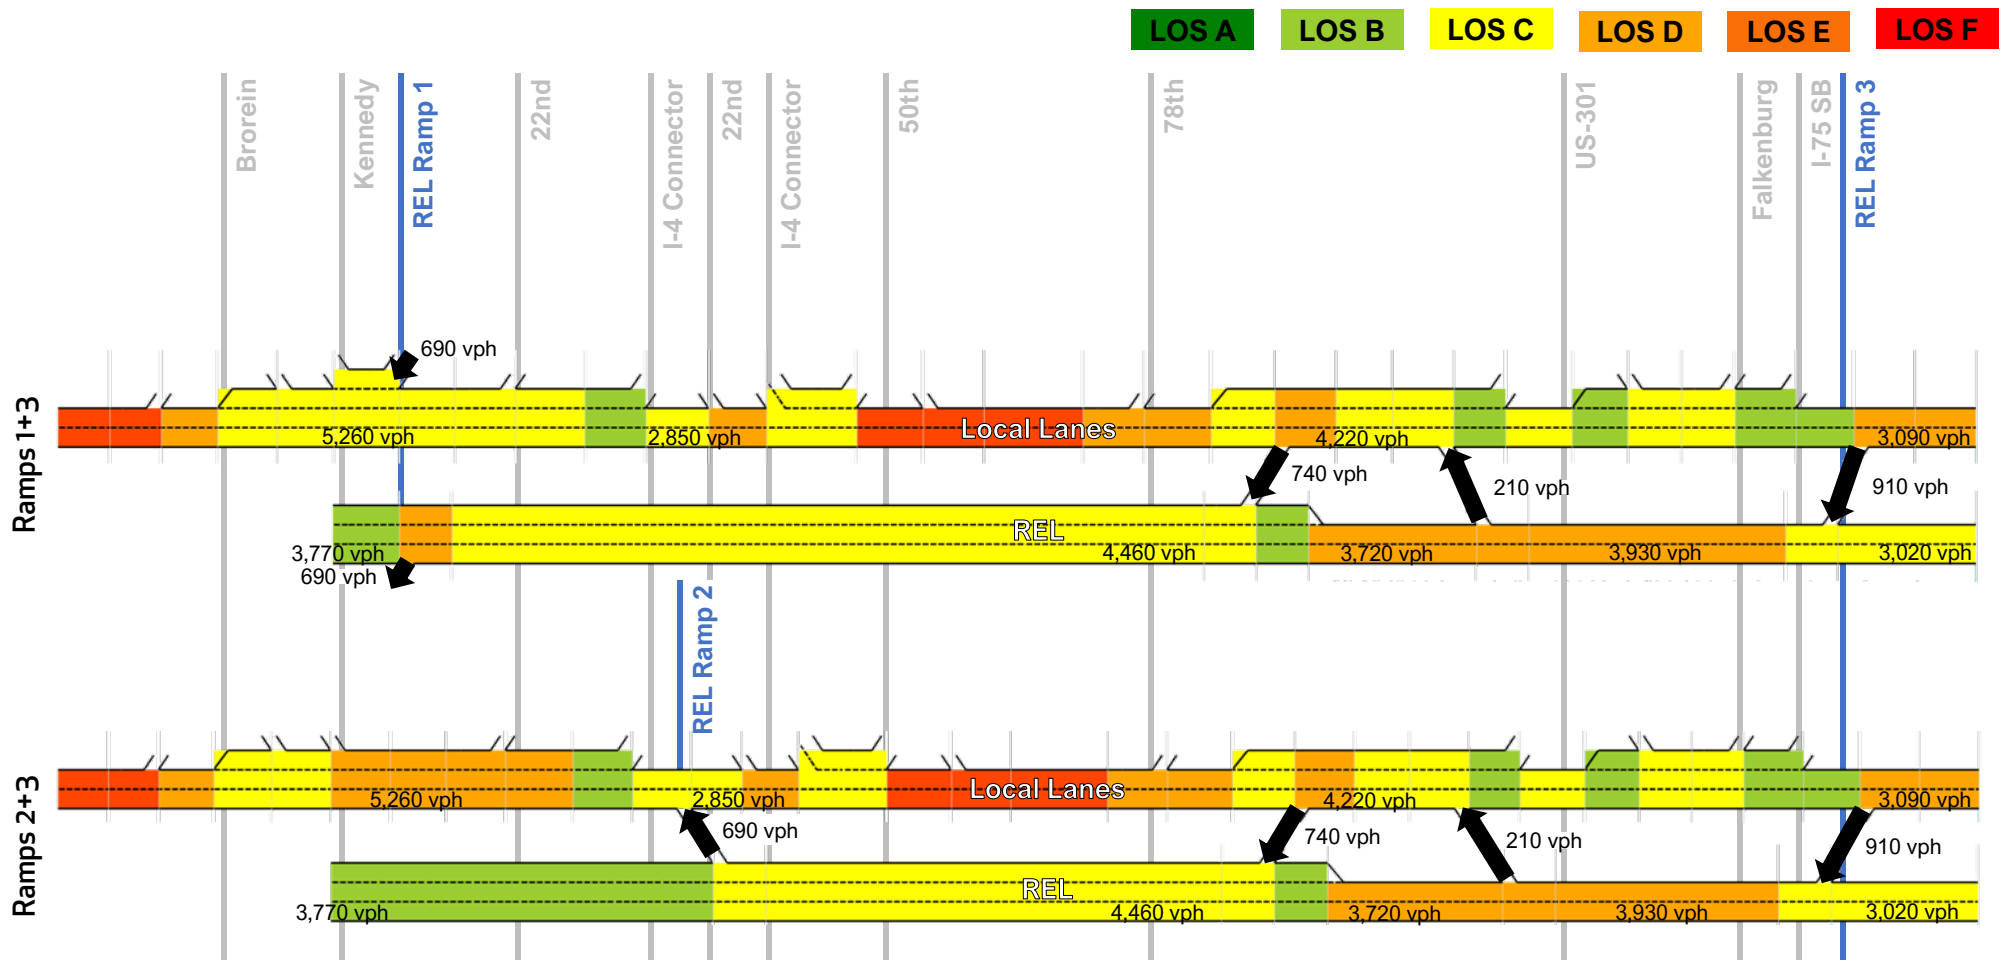 LOS A
LOS B
LOS C
LOS D
LOS E
LOS F
Brorein
Kennedy
REL Ramp 1
22nd
I-4 Connector
22nd
I-4 Connector
50th
78th
US-301
Falkenburg
I-75 SB
REL Ramp 3
Ramps 1+3
690 vph
5,260 vph
2,850 vph
Local Lanes
4,220 vph
3,090 vph
740 vph
210 vph
910 vph
REL
3,770 vph
4,460 vph
3,720 vph
3,930 vph
3,020 vph
690 vph
REL Ramp 2
Ramps 2+3
5,260 vph
2,850 vph
Local Lanes
4,220 vph
3,090 vph
690 vph
740 vph
210 vph
910 vph
REL
3,770 vph
4,460 vph
3,720 vph
3,930 vph
3,020 vph